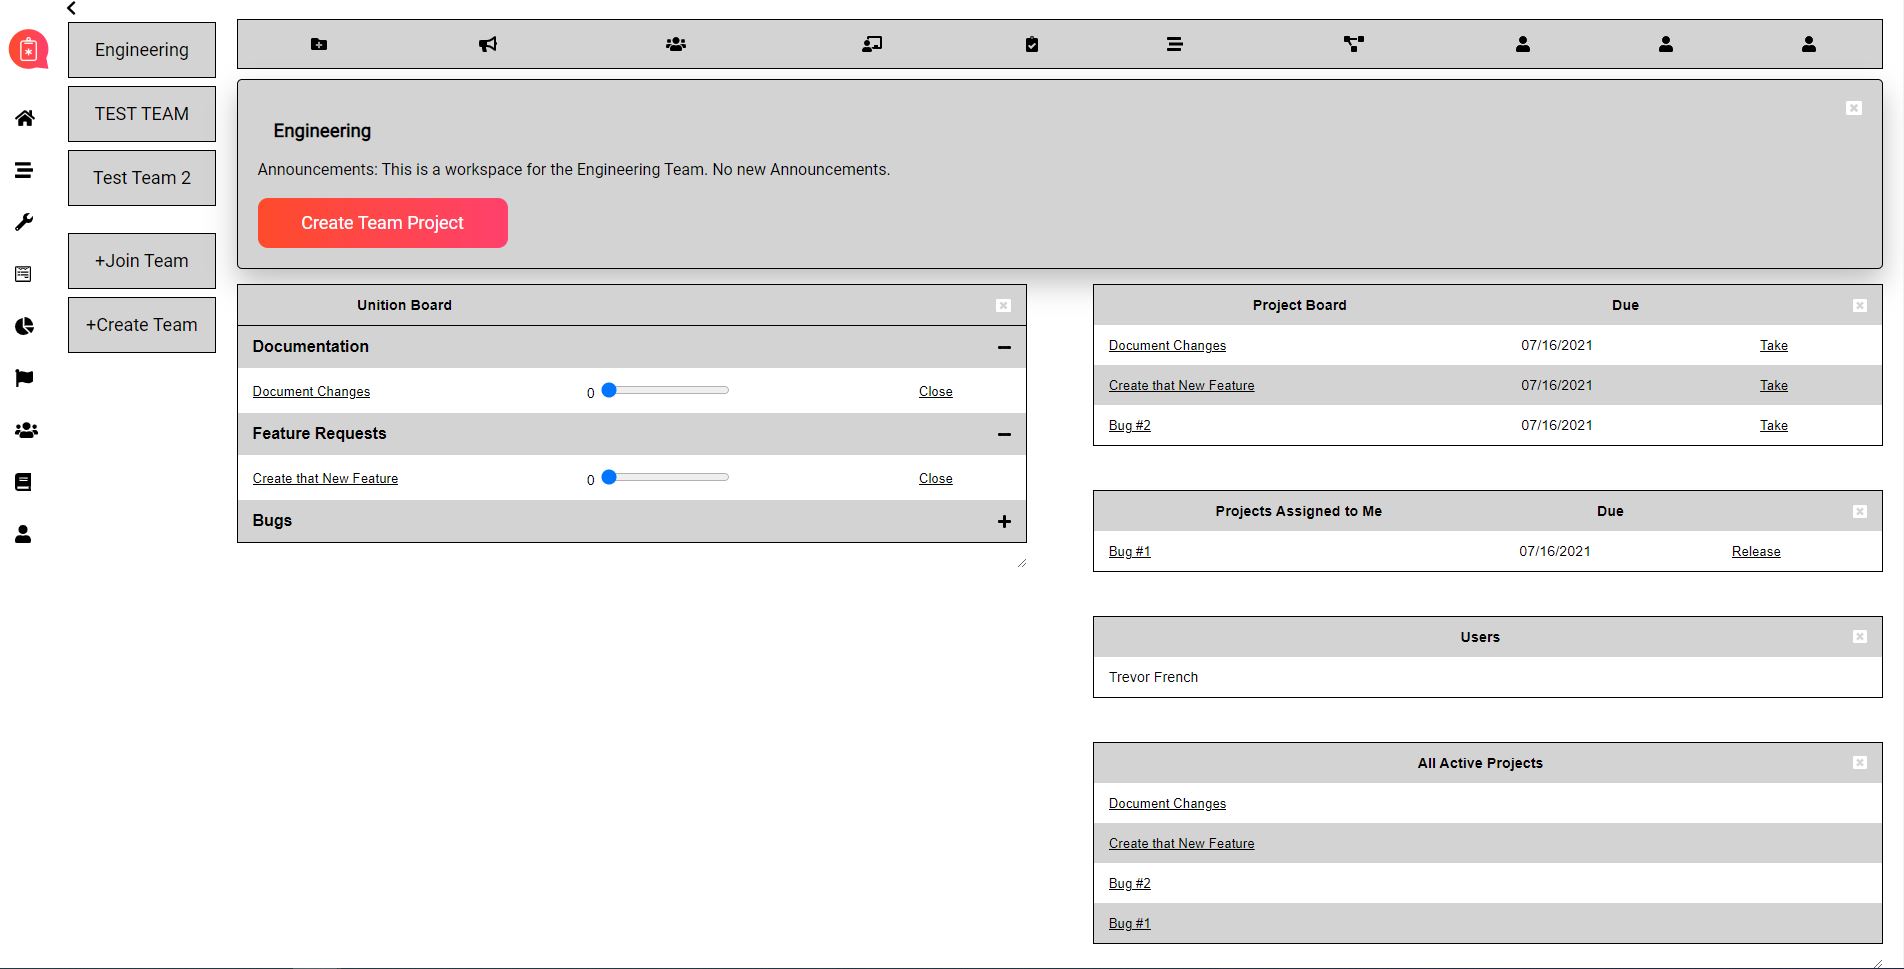 Engineering
TEST TEAM
Test Team 2
+Join Team
+Create Team
Engineering
Announcements: This is a workspace for the Engineering Team. No new Announcements.
Create Team Project
Unition Board
Documentation
Document Changes 0 Close
Feature Requests
Create that New Feature 0 Close
Bugs
Project Board Due
Document Changes 07/16/2021 Take
Create that New Feature 07/16/2021 Take
Bug #2 07/16/2021 Take
Projects Assigned to Me Due
Bug #1 07/16/2021 Release
Users
Trevor French
All Active Projects
Document Changes
Create that New Feature
Bug #2
Bug #1